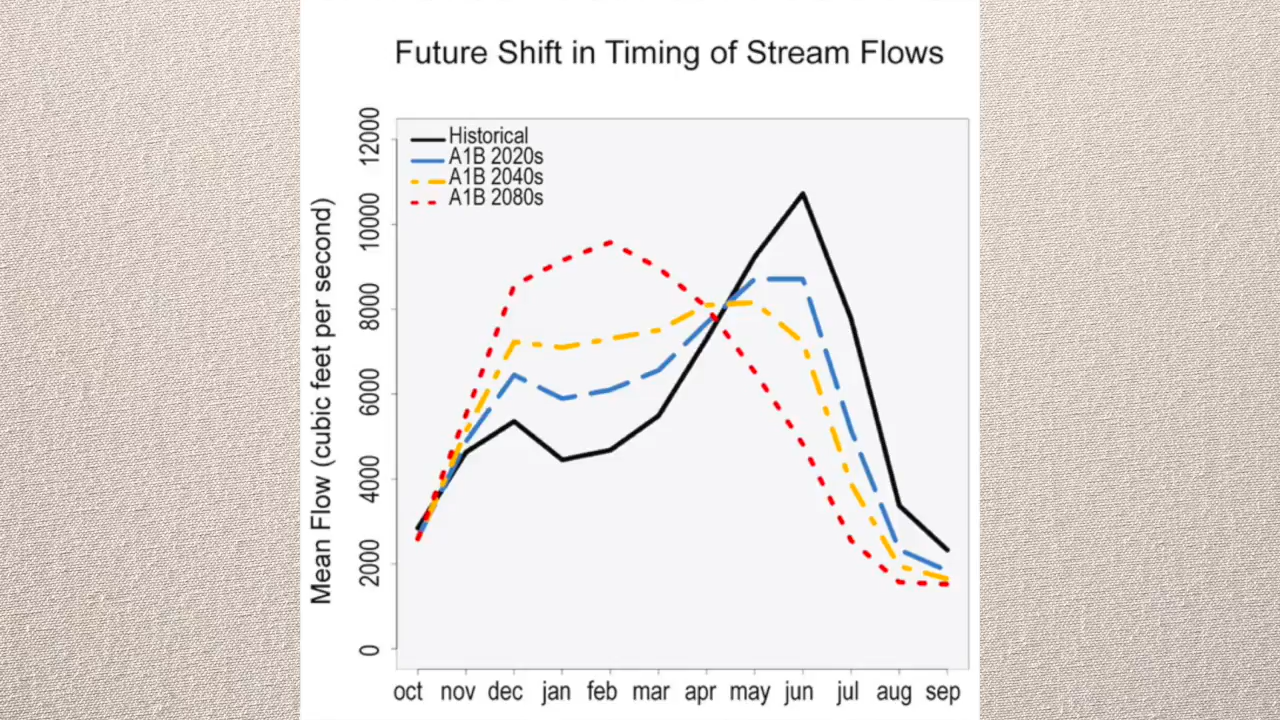 Future Shift in Timing of Stream Flows
Historical
A1B 2020s
A1B 2040s
A1B 2080s
Mean Flow (cubic feet per second)
12000
10000
8000
6000
4000
2000
0
oct nov dec jan feb mar apr may jun jul aug sep